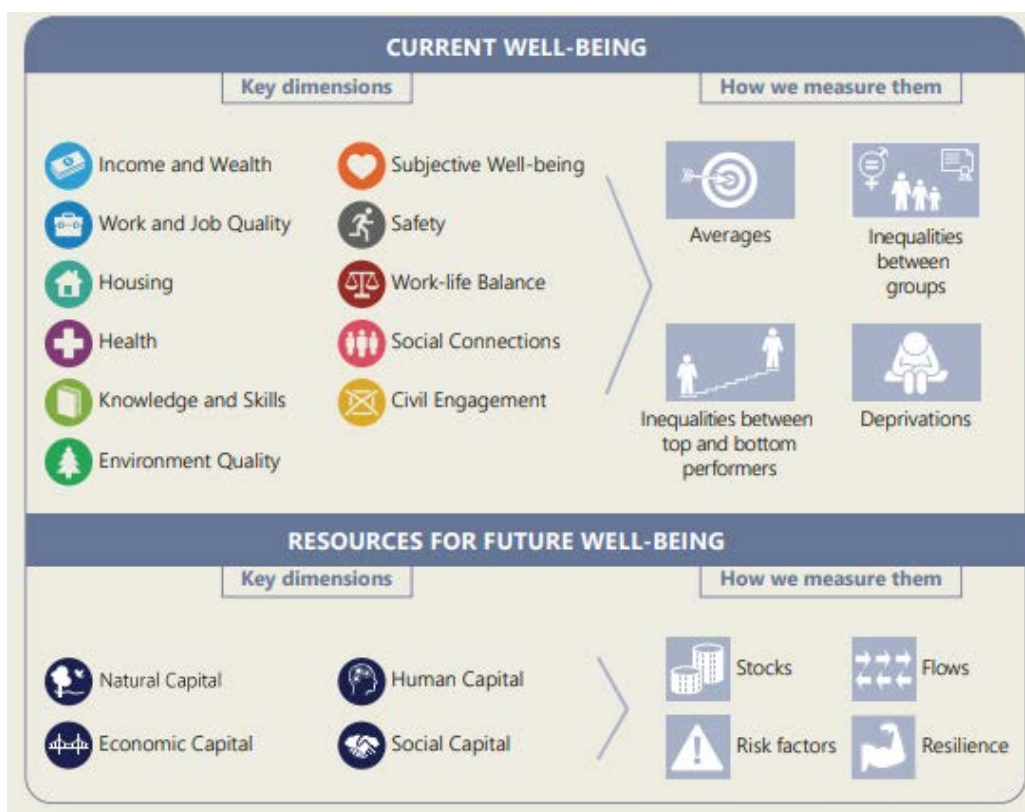 CURRENT WELL-BEING
Key dimensions
How we measure them
Income and Wealth
Work and Job Quality
Housing
Health
Knowledge and Skills
Environment Quality
Subjective Well-being
Safety
Work-life Balance
Social Connections
Civil Engagement
Averages
Inequalities
between
groups
Inequalities between
top and bottom
performers
Deprivations
RESOURCES FOR FUTURE WELL-BEING
Key dimensions
How we measure them
Natural Capital
Economic Capital
Human Capital
Social Capital
Stocks
Flows
Risk factors
Resilience